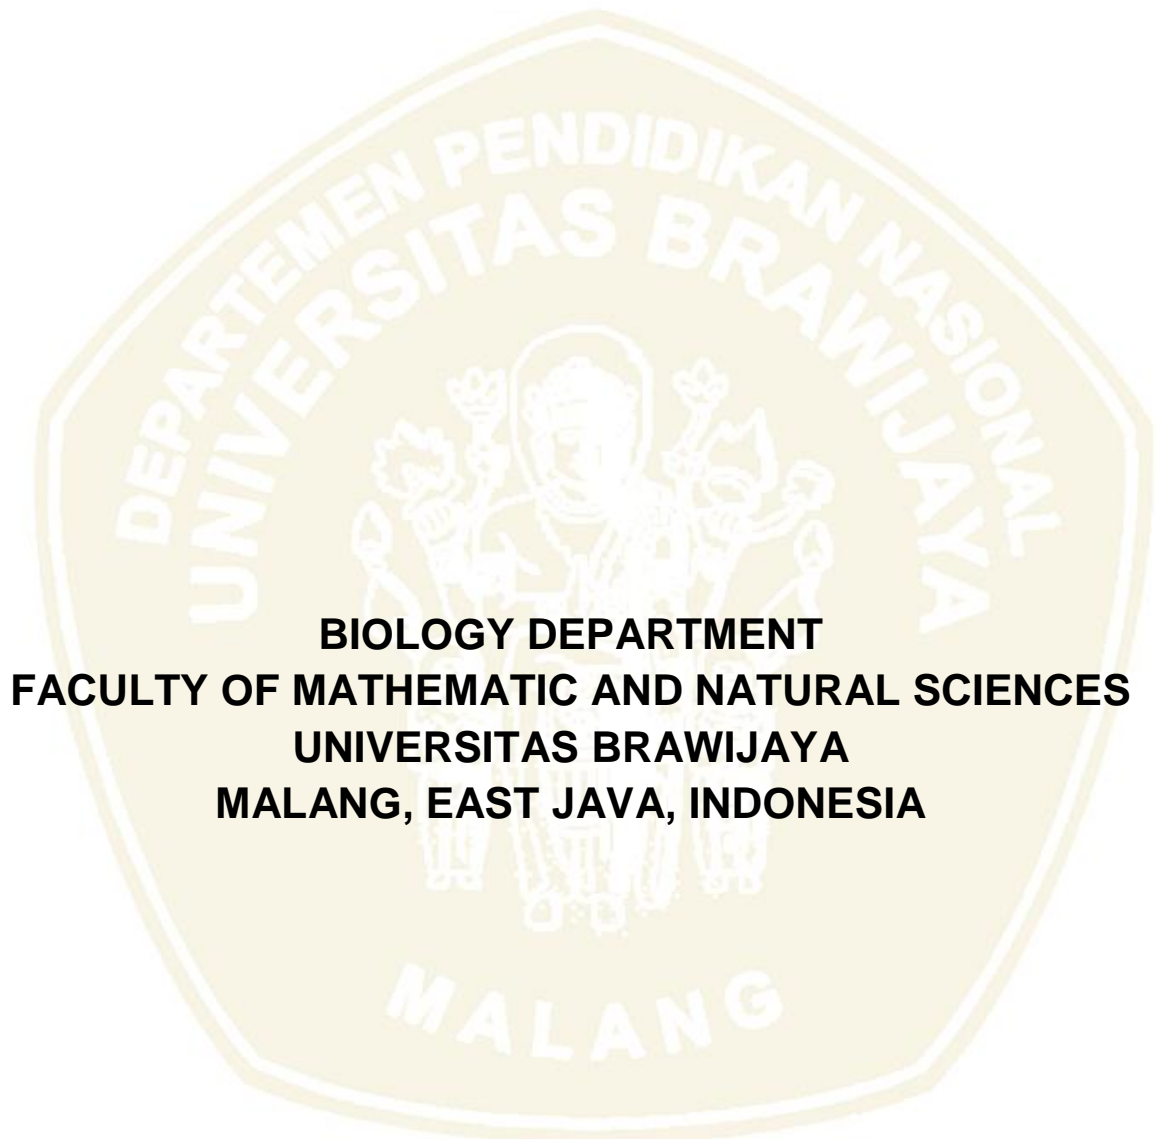 DEPARTEMEN PENDIDIKAN NASIONAL
UNIVERSITAS BRAWIJAYA
BIOLOGY DEPARTMENT
FACULTY OF MATHEMATIC AND NATURAL SCIENCES
UNIVERSITAS BRAWIJAYA
MALANG, EAST JAVA, INDONESIA
MALANG